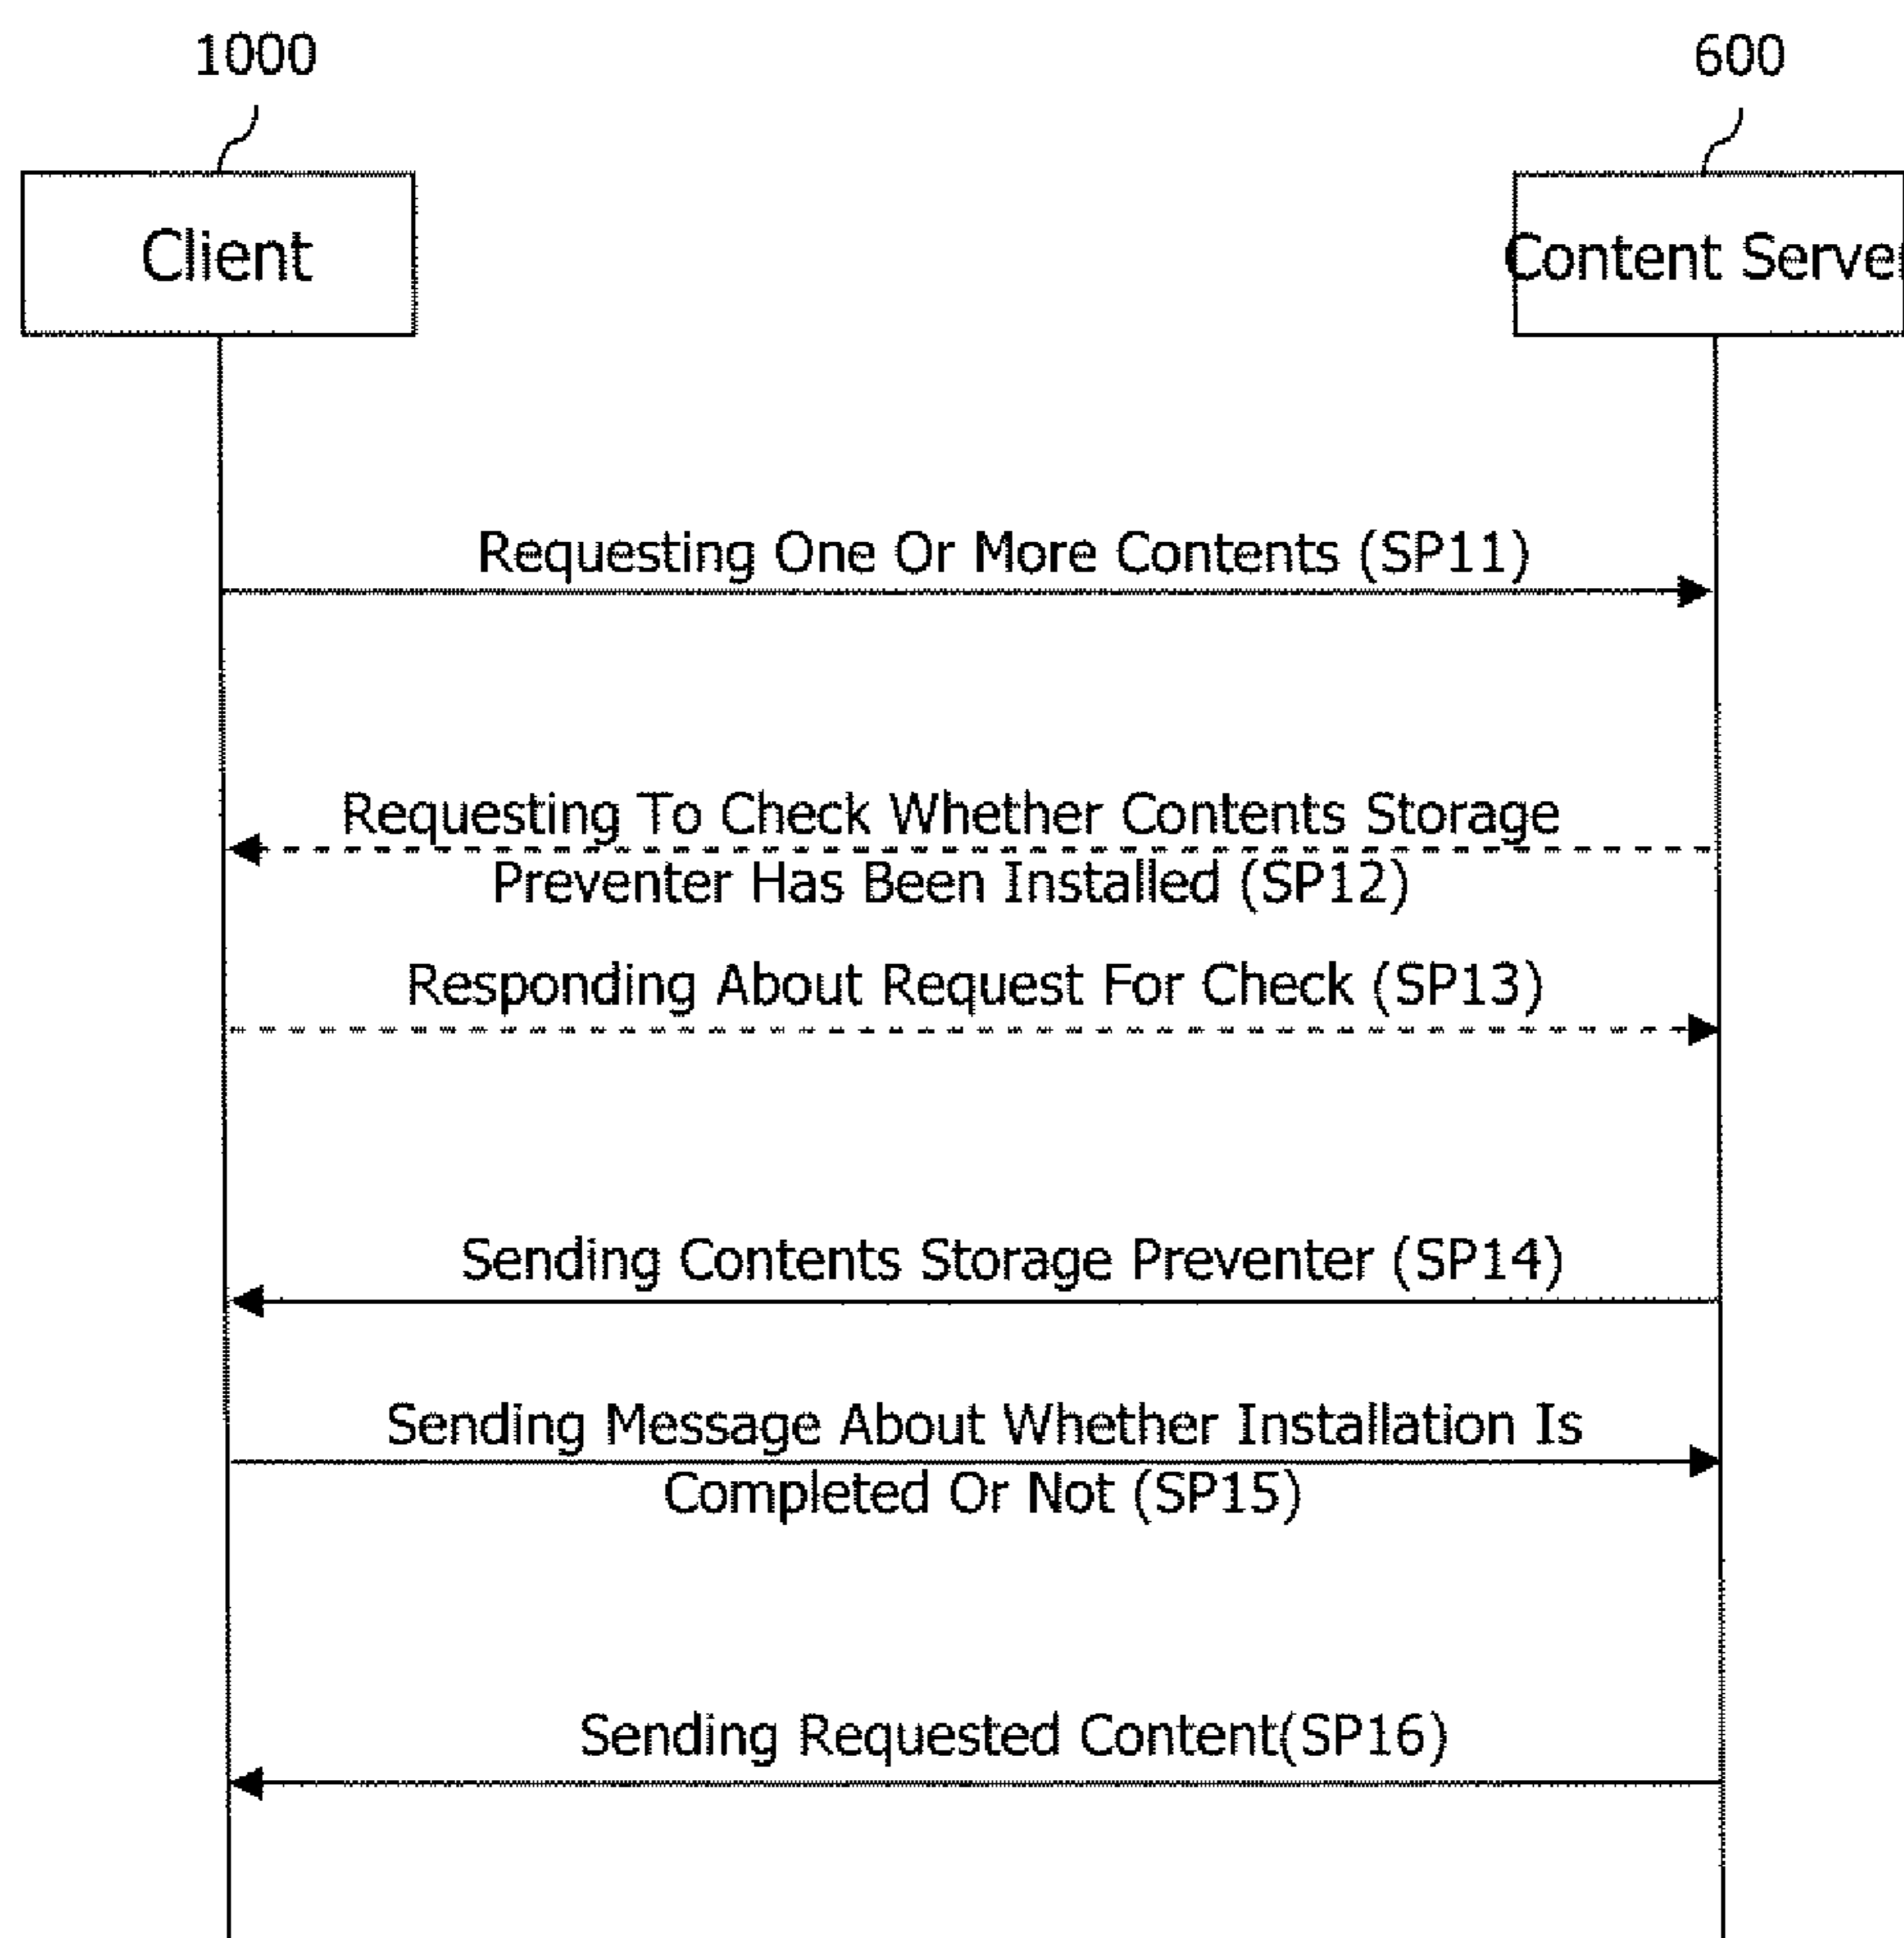 1000
600
Client
Content Server
Requesting One Or More Contents (SP11)
Requesting To Check Whether Contents Storage
Preventer Has Been Installed (SP12)
Responding About Request For Check (SP13)
Sending Contents Storage Preventer (SP14)
Sending Message About Whether Installation Is
Completed Or Not (SP15)
Sending Requested Content(SP16)